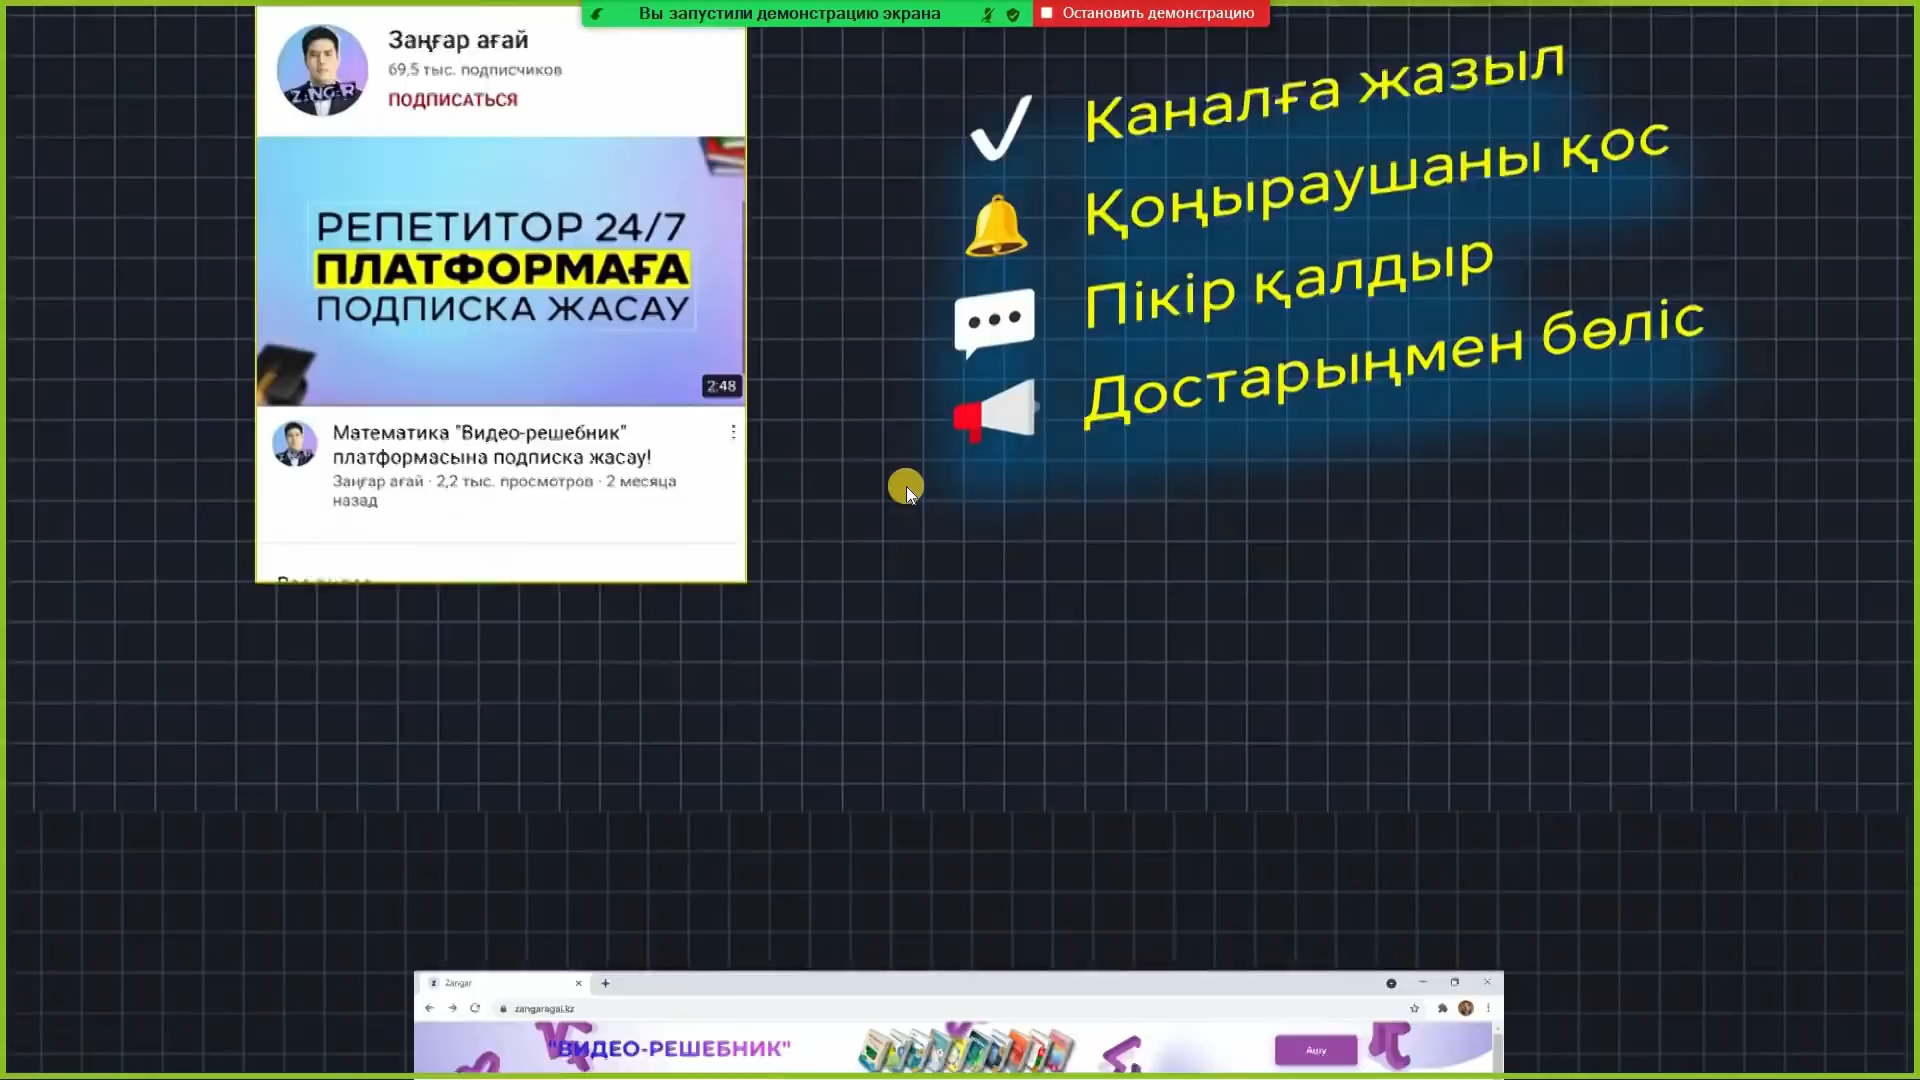 Вы запустили демонстрацию экрана
Остановить демонстрацию
Заңғар ағай
69,5 тыс. подписчиков
ПОДПИСАТЬСЯ
ZANGAR
РЕПЕТИТОР 24/7
ПЛАТФОРМАҒА
ПОДПИСКА ЖАСАУ
2:48
Математика "Видео-решебник"
платформасына подписка жасау!
Заңғар ағай · 2,2 тыс. просмотров · 2 месяца
назад
Каналға жазыл
Қоңыраушаны қос
Пікір қалдыр
Достарыңмен бөліс
Zangar
zangaragai.kz
"ВИДЕО-РЕШЕБНИК"
Ашу